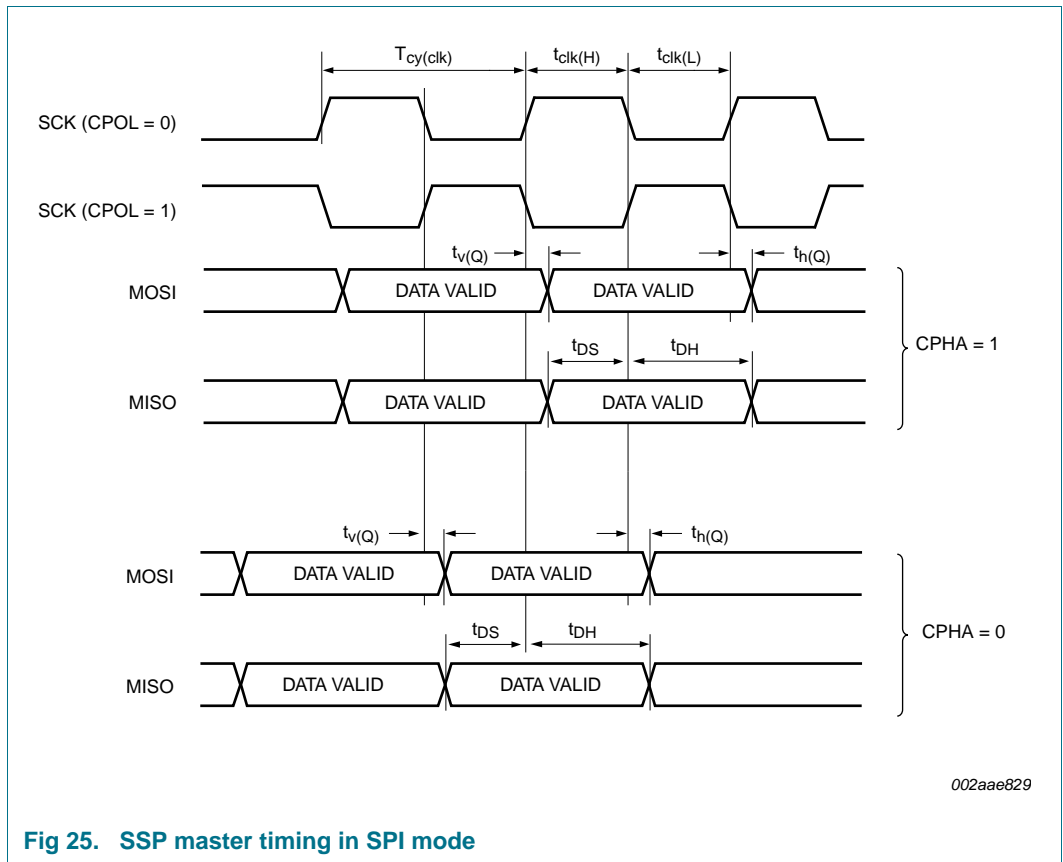 Tcy(clk) tclk(H) tclk(L)
SCK (CPOL = 0)
SCK (CPOL = 1)
tv(Q) th(Q)
MOSI DATA VALID DATA VALID
CPHA = 1
tDS tDH
MISO DATA VALID DATA VALID
tv(Q) th(Q)
MOSI DATA VALID DATA VALID
CPHA = 0
tDS tDH
MISO DATA VALID DATA VALID
002aae829
Fig 25. SSP master timing in SPI mode